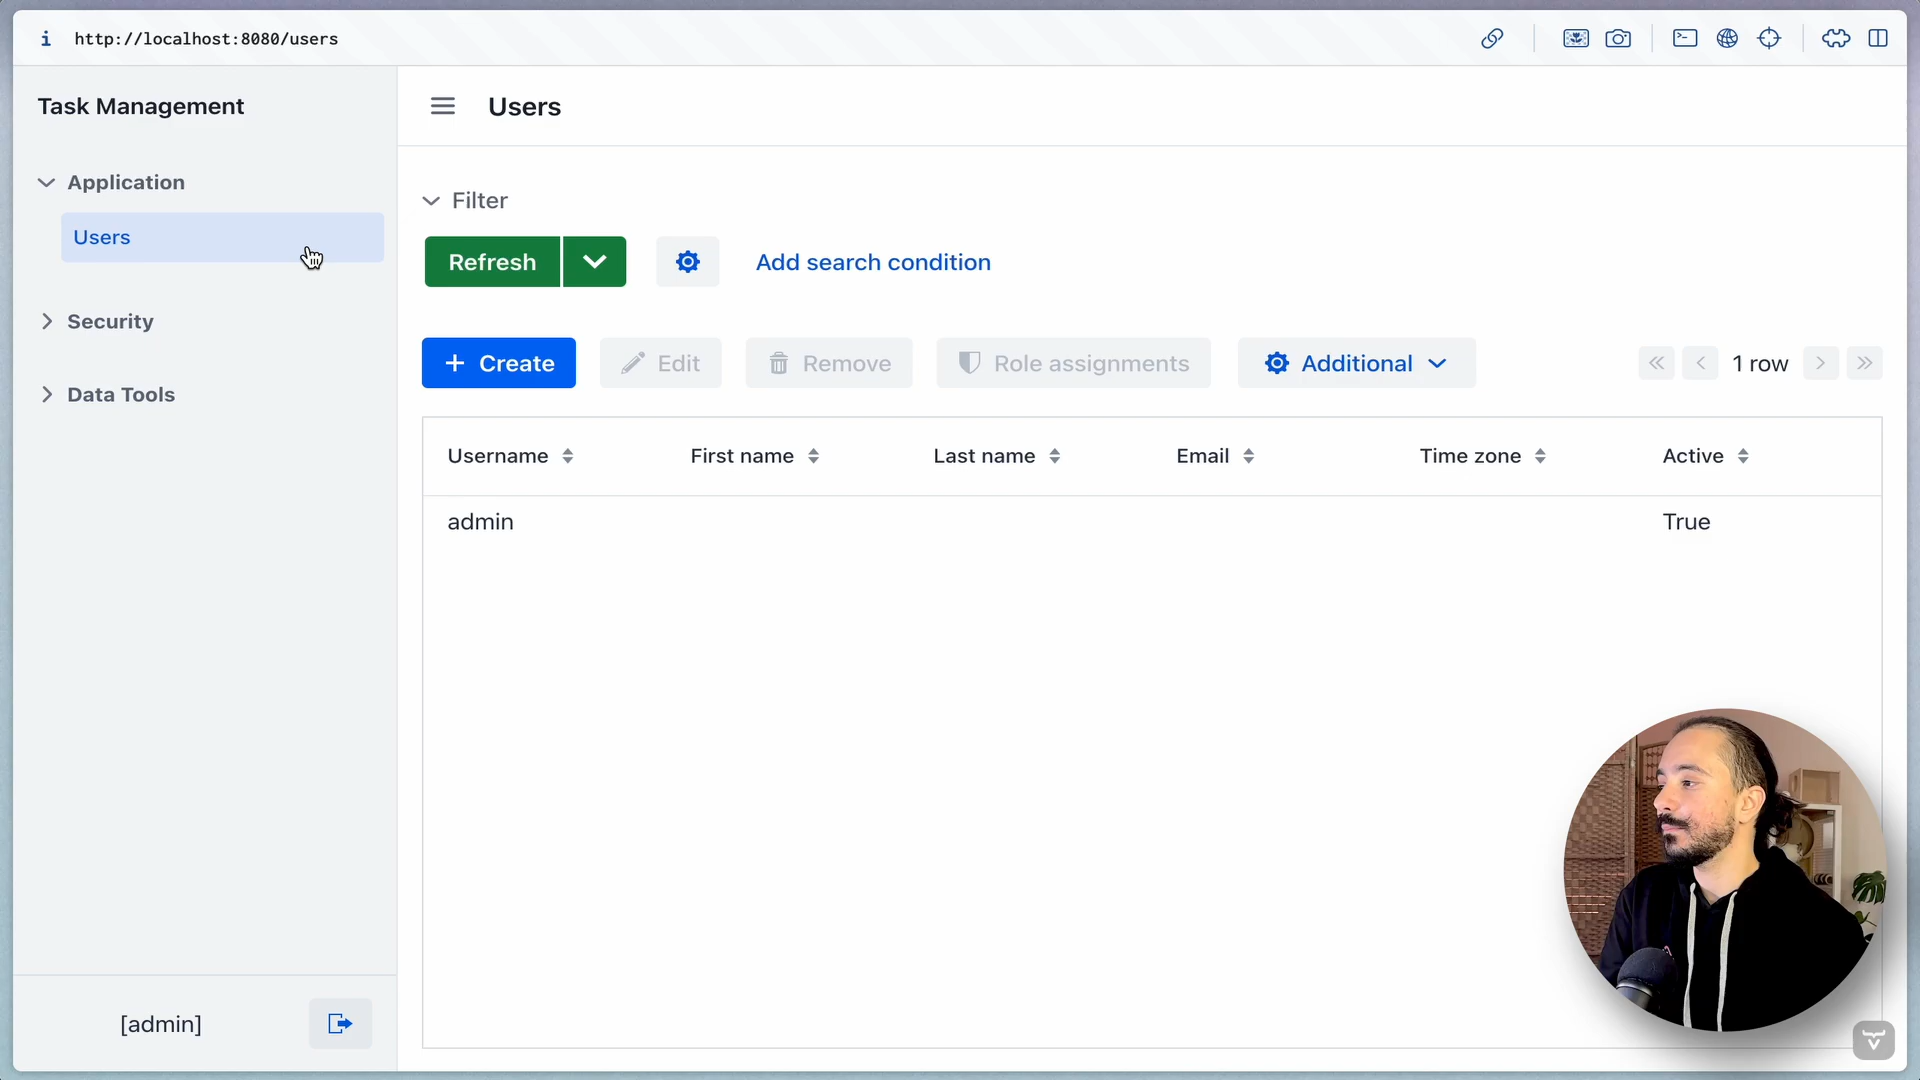 http://localhost:8080/users
Task Management
Users
Application
Users
Security
Data Tools
Filter
Refresh
Add search condition
Create
Edit
Remove
Role assignments
Additional
1 row
Username
First name
Last name
Email
Time zone
Active
admin
True
[admin]